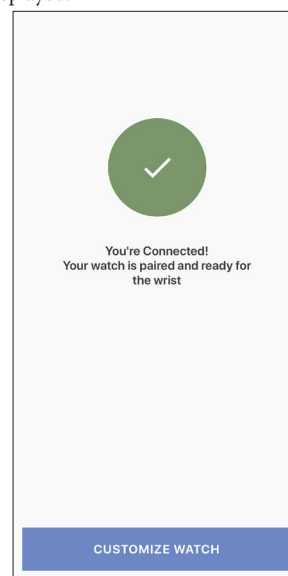 You're Connected!
Your watch is paired and ready for
the wrist
CUSTOMIZE WATCH